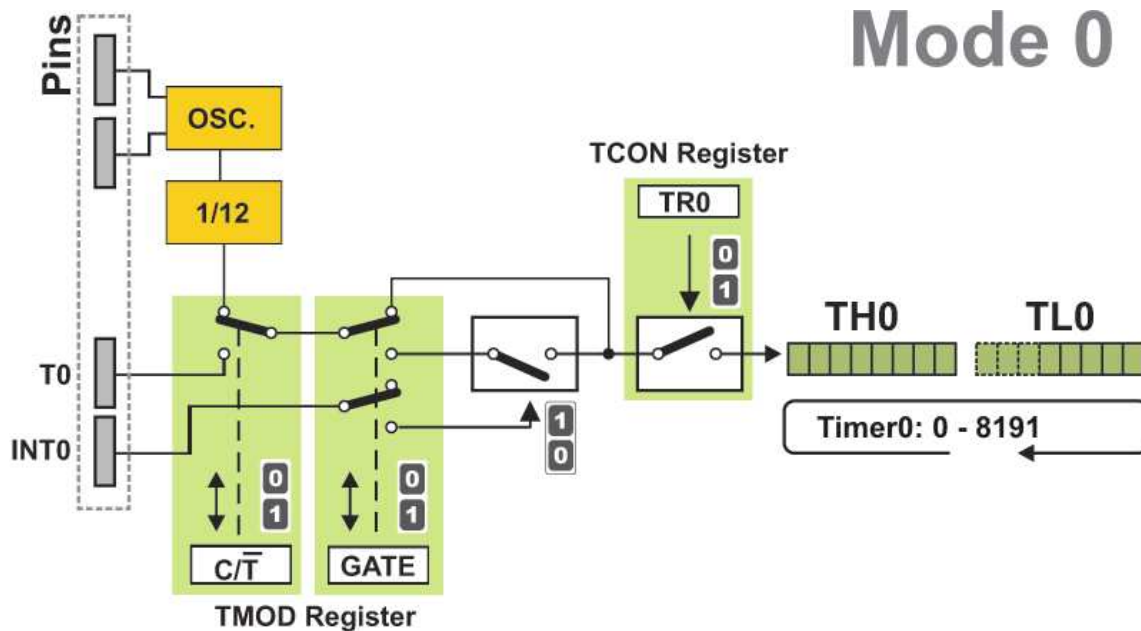 Mode 0
Pins
OSC.
TCON Register
TR0
1/12
0
1
TH0
TL0
T0
Timer0: 0 - 8191
INT0
1
0
0
1
0
1
C/T̅
GATE
TMOD Register